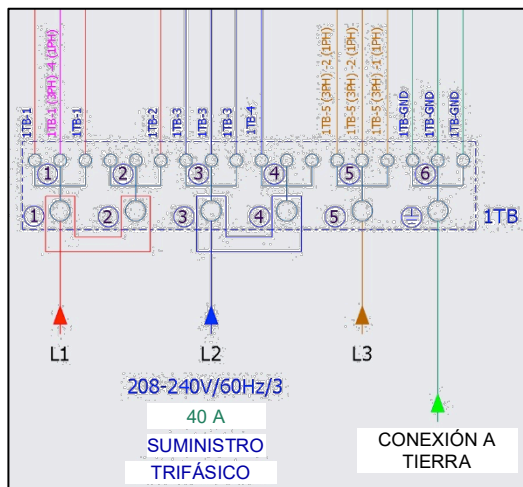 1TB-1
1TB-1 (3PH) -4 (1PH)
1TB-1
1TB-2
1TB-3
1TB-3
1TB-3
1TB-4
1TB-5 (3PH) -2 (1PH)
1TB-5 (3PH) -2 (1PH)
1TB-5 (3PH) -1 (1PH)
1TB-GND
1TB-GND
1TB-GND
1 2 3 4 5 6
1 2 3 4 5 1TB
L1 L2 L3
208-240V/60Hz/3
40 A
SUMINISTRO
TRIFÁSICO
CONEXIÓN A
TIERRA